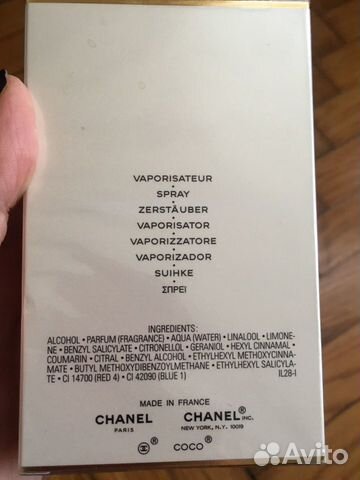 VAPORISATEUR
•
SPRAY
•
ZERSTÄUBER
•
VAPORISATOR
•
VAPORIZZATORE
•
VAPORIZADOR
•
SUIHKE
•
ΣΠΡΕΪ
INGREDIENTS:
ALCOHOL • PARFUM (FRAGRANCE) • AQUA (WATER) • LINALOOL • LIMONE-
NE • BENZYL SALICYLATE • CITRONELLOL • GERANIOL • HEXYL CINNAMAL •
COUMARIN • CITRAL • BENZYL ALCOHOL • ETHYLHEXYL METHOXYCINNA-
MATE • BUTYL METHOXYDIBENZOYLMETHANE • ETHYLHEXYL SALICYLA-
TE • CI 14700 (RED 4) • CI 42090 (BLUE 1) IL28-I
MADE IN FRANCE
CHANEL CHANEL® INC.
PARIS NEW YORK, N.Y. 10019
® COCO®
Avito